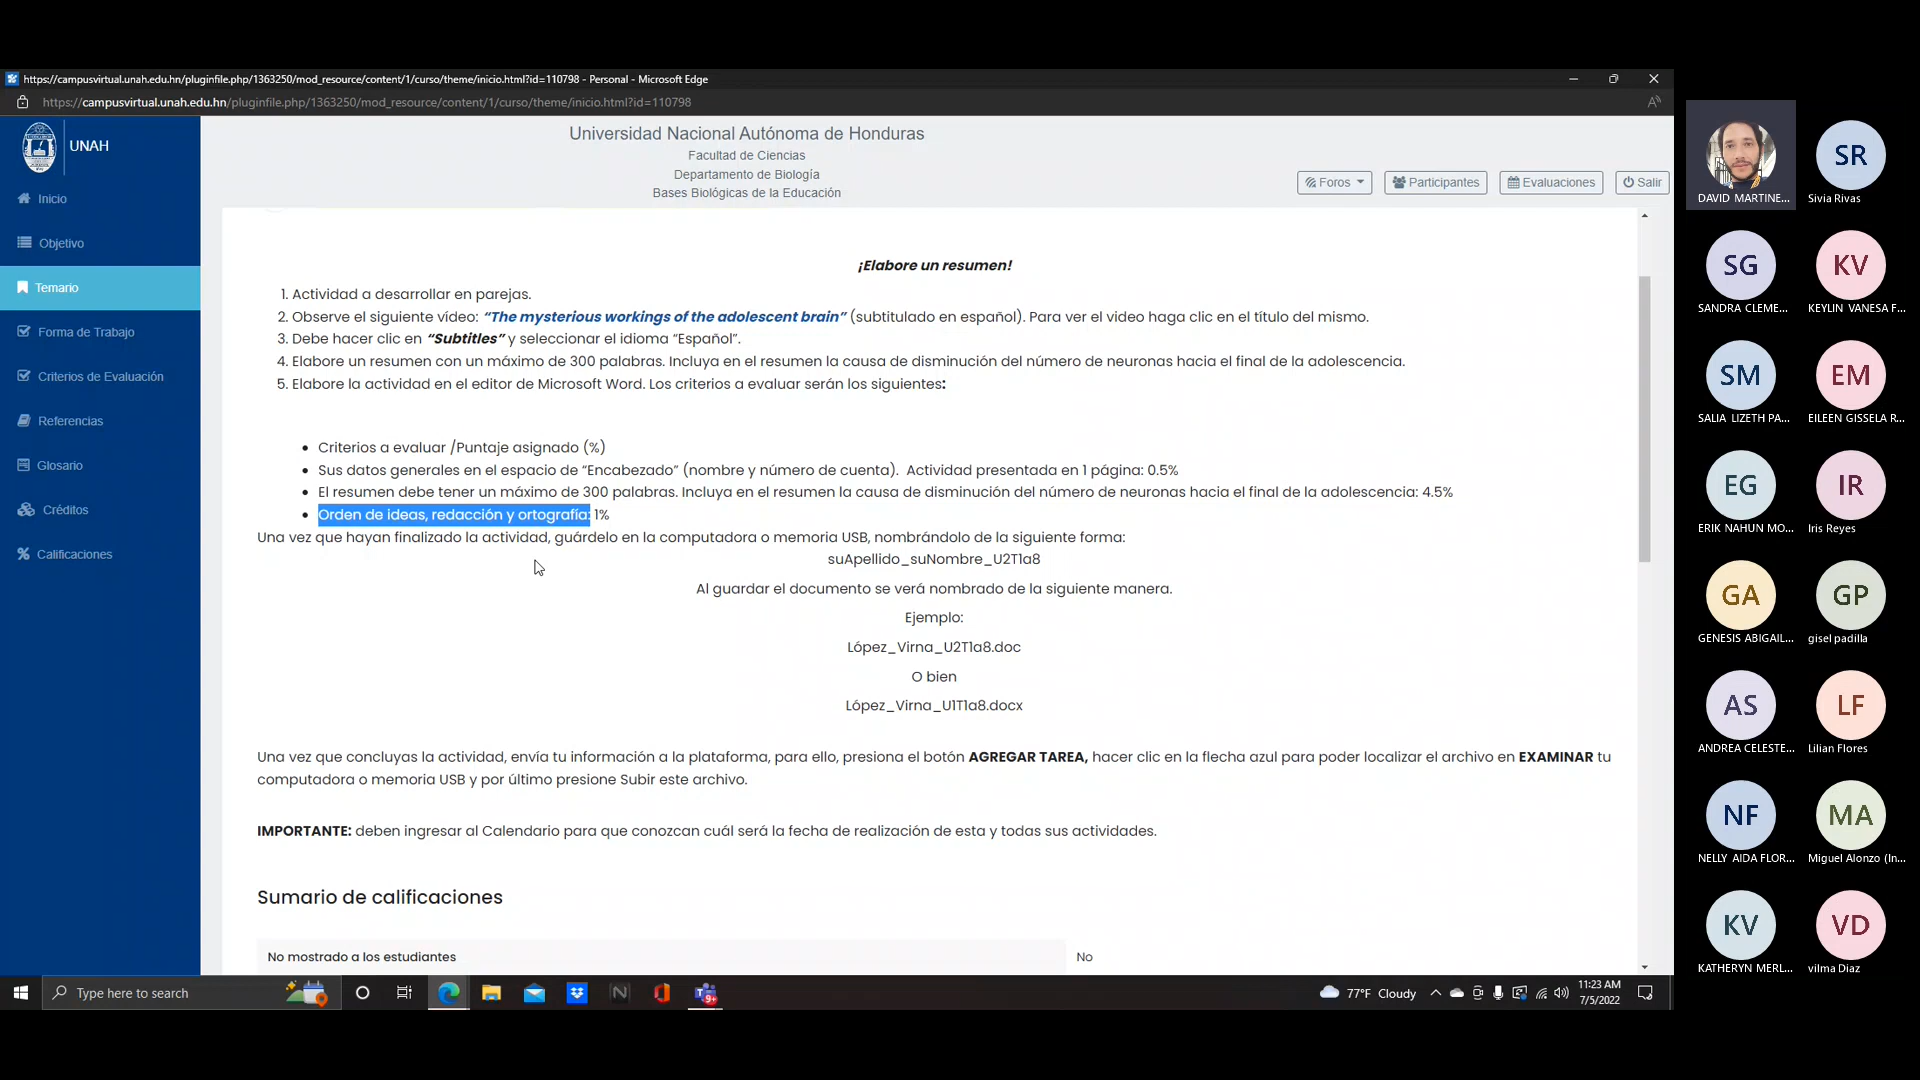 https://campusvirtual.unah.edu.hn/pluginfile.php/1363250/mod_resource/content/1/curso/theme/inicio.html?id=110798 - Personal - Microsoft Edge
https://campusvirtual.unah.edu.hn/pluginfile.php/1363250/mod_resource/content/1/curso/theme/inicio.html?id=110798
UNAH
Inicio
Objetivo
Temario
Forma de Trabajo
Criterios de Evaluación
Referencias
Glosario
Créditos
Calificaciones
Universidad Nacional Autónoma de Honduras
Facultad de Ciencias
Departamento de Biología
Bases Biológicas de la Educación
Foros
Participantes
Evaluaciones
Salir
¡Elabore un resumen!
1. Actividad a desarrollar en parejas.
2. Observe el siguiente vídeo: “The mysterious workings of the adolescent brain” (subtitulado en español). Para ver el video haga clic en el título del mismo.
3. Debe hacer clic en “Subtitles” y seleccionar el idioma “Español”.
4. Elabore un resumen con un máximo de 300 palabras. Incluya en el resumen la causa de disminución del número de neuronas hacia el final de la adolescencia.
5. Elabore la actividad en el editor de Microsoft Word. Los criterios a evaluar serán los siguientes:
• Criterios a evaluar /Puntaje asignado (%)
• Sus datos generales en el espacio de “Encabezado” (nombre y número de cuenta). Actividad presentada en 1 página: 0.5%
• El resumen debe tener un máximo de 300 palabras. Incluya en el resumen la causa de disminución del número de neuronas hacia el final de la adolescencia: 4.5%
• Orden de ideas, redacción y ortografía: 1%
Una vez que hayan finalizado la actividad, guárdelo en la computadora o memoria USB, nombrándolo de la siguiente forma:
suApellido_suNombre_U2T1a8
Al guardar el documento se verá nombrado de la siguiente manera.
Ejemplo:
López_Virna_U2T1a8.doc
O bien
López_Virna_U1T1a8.docx
Una vez que concluyas la actividad, envía tu información a la plataforma, para ello, presiona el botón AGREGAR TAREA, hacer clic en la flecha azul para poder localizar el archivo en EXAMINAR tu
computadora o memoria USB y por último presione Subir este archivo.
IMPORTANTE: deben ingresar al Calendario para que conozcan cuál será la fecha de realización de esta y todas sus actividades.
Sumario de calificaciones
No mostrado a los estudiantes No
Type here to search
77°F Cloudy
11:23 AM
7/5/2022
DAVID MARTINE...
SR
Sivia Rivas
SG
SANDRA CLEME...
KV
KEYLIN VANESA F...
SM
SALIA LIZETH PA...
EM
EILEEN GISSELA R...
EG
ERIK NAHUN MO...
IR
Iris Reyes
GA
GENESIS ABIGAIL...
GP
gisel padilla
AS
ANDREA CELESTE...
LF
Lilian Flores
NF
NELLY AIDA FLOR...
MA
Miguel Alonzo (In...
KV
KATHERYN MERL...
VD
vilma Diaz